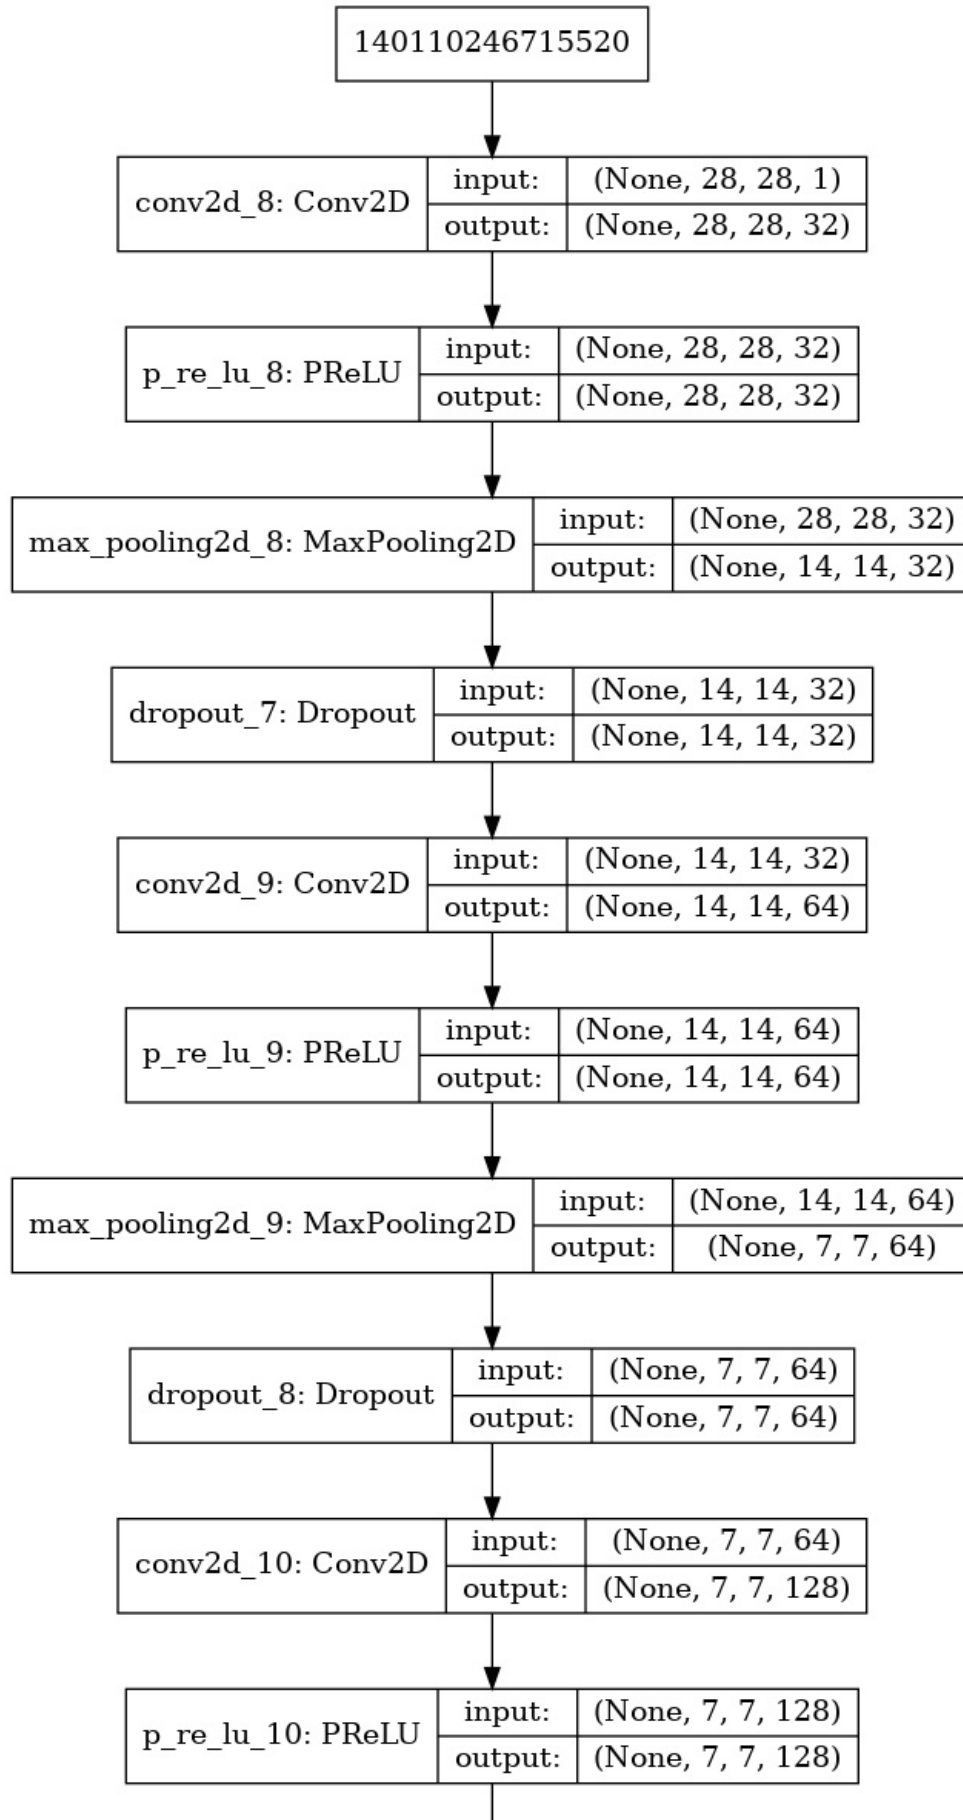 140110246715520
conv2d_8: Conv2D
input:
(None, 28, 28, 1)
output:
(None, 28, 28, 32)
p_re_lu_8: PReLU
input:
(None, 28, 28, 32)
output:
(None, 28, 28, 32)
max_pooling2d_8: MaxPooling2D
input:
(None, 28, 28, 32)
output:
(None, 14, 14, 32)
dropout_7: Dropout
input:
(None, 14, 14, 32)
output:
(None, 14, 14, 32)
conv2d_9: Conv2D
input:
(None, 14, 14, 32)
output:
(None, 14, 14, 64)
p_re_lu_9: PReLU
input:
(None, 14, 14, 64)
output:
(None, 14, 14, 64)
max_pooling2d_9: MaxPooling2D
input:
(None, 14, 14, 64)
output:
(None, 7, 7, 64)
dropout_8: Dropout
input:
(None, 7, 7, 64)
output:
(None, 7, 7, 64)
conv2d_10: Conv2D
input:
(None, 7, 7, 64)
output:
(None, 7, 7, 128)
p_re_lu_10: PReLU
input:
(None, 7, 7, 128)
output:
(None, 7, 7, 128)